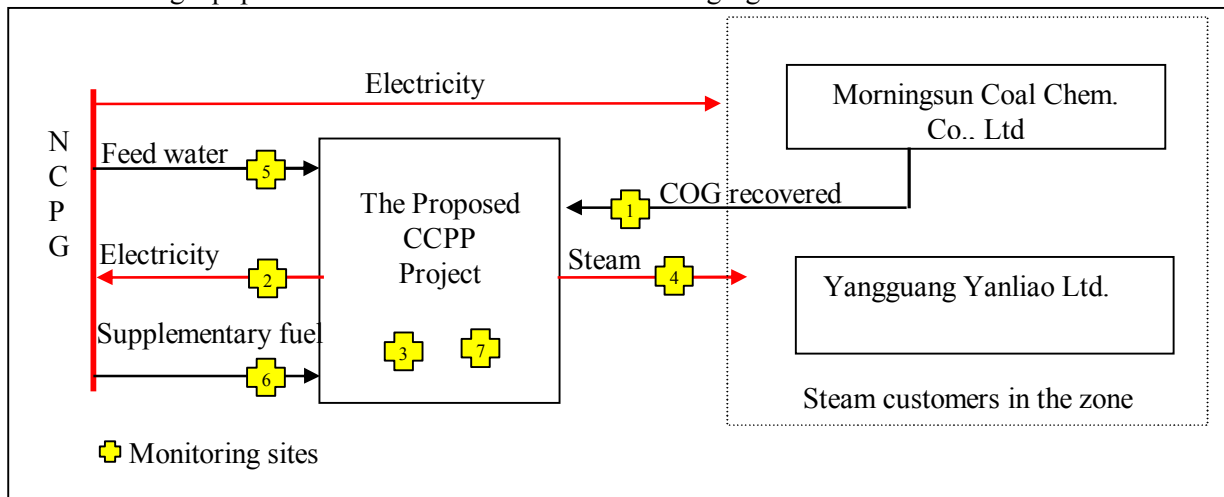 Electricity
Morningsun Coal Chem.
Co., Ltd
N
C
P
G
Feed water
5
The Proposed
CCPP
Project
1
COG recovered
Electricity
2
Steam
4
Yangguang Yanliao Ltd.
Supplementary fuel
6
3
7
Steam customers in the zone
Monitoring sites